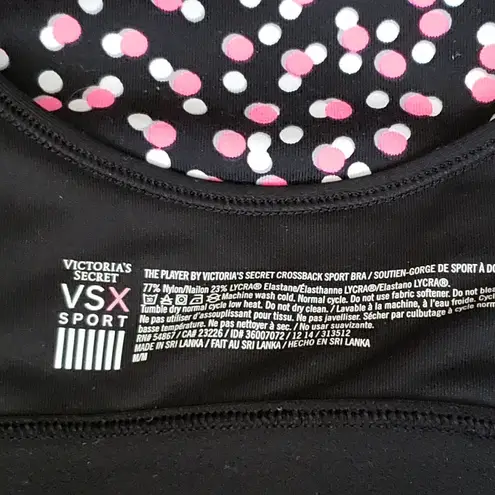 VICTORIA'S
SECRET
VSX
SPORT
THE PLAYER BY VICTORIA'S SECRET CROSSBACK SPORT BRA / SOUTIEN-GORGE DE SPORT À
77% Nylon/Nailon 23% LYCRA® Elastane/Élasthanne LYCRA®/Elastano LYCRA®.
Machine wash cold. Normal cycle. Do not use fabric softener. Do not
Tumble dry normal cycle low heat. Do not dry clean. / Lavable à la machine, à l'eau froide.
Ne pas utiliser d'assouplissant pour tissu. Ne pas javelliser. Sécher par culbutage à cycle
basse température. Ne pas nettoyer à sec. / No usar suavizante.
RN# 54867 / CA# 23226 / ID# 36007072 / 12 14 / 313512
MADE IN SRI LANKA / FAIT AU SRI LANKA / HECHO EN SRI LANKA
M/M